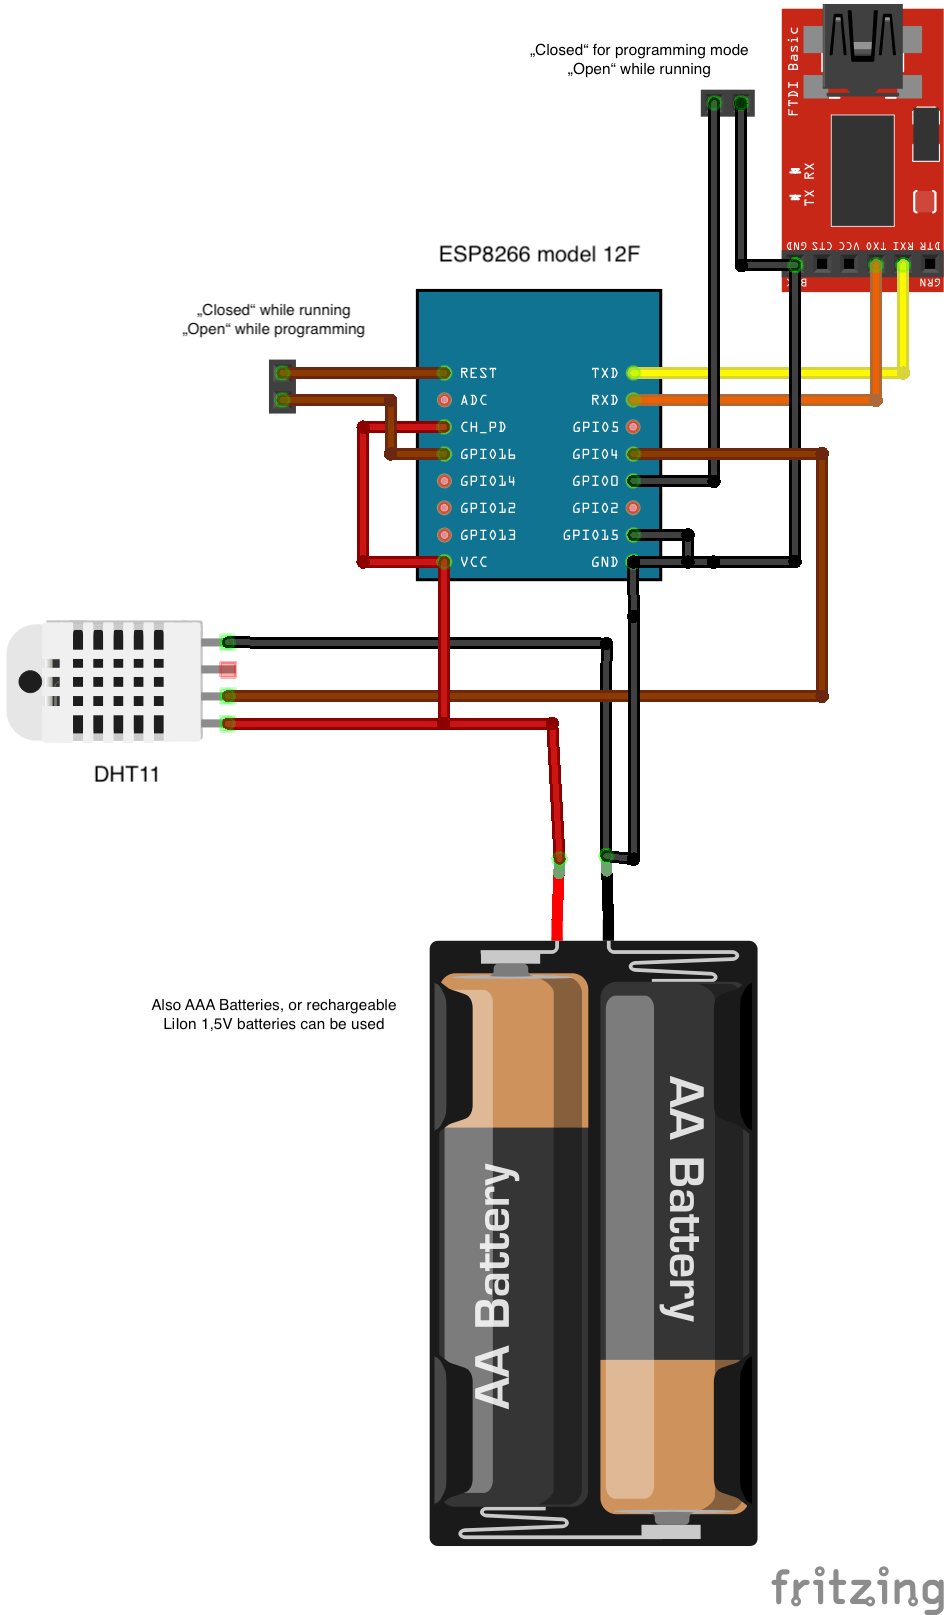 „Closed“ for programming mode
„Open“ while running
FTDI Basic
TX RX
GND CTS VCC TXO RXI DTR
GRN
ESP8266 model 12F
„Closed“ while running
„Open“ while programming
REST TXD
ADC RXD
CH_PD GPIO5
GPIO16 GPIO4
GPIO14 GPIO0
GPIO12 GPIO2
GPIO13 GPIO15
VCC GND
DHT11
Also AAA Batteries, or rechargeable
LiIon 1,5V batteries can be used
AA Battery
AA Battery
fritzing